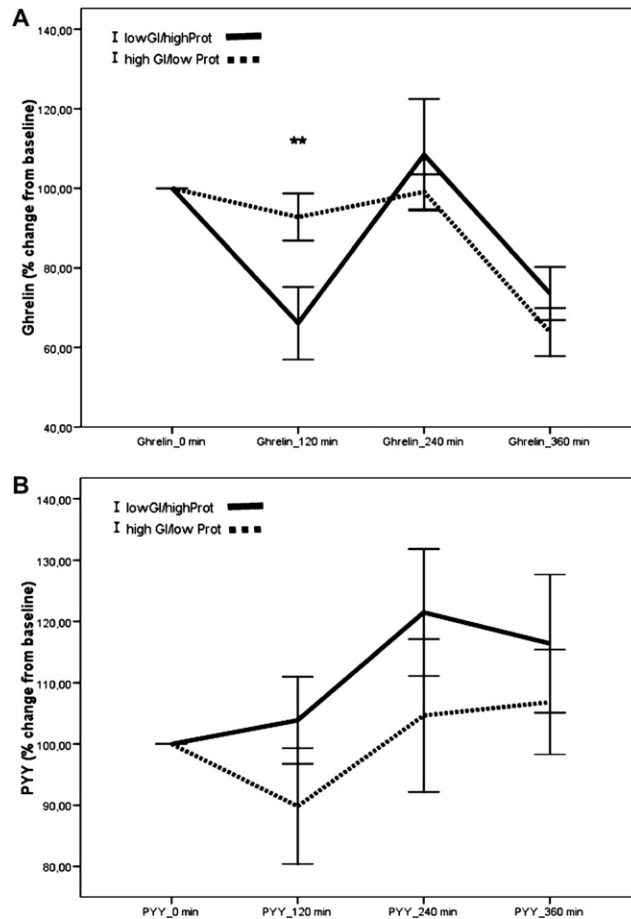 A
140,00
I lowGI/highProt
I high GI/low Prot
120,00
**
100,00
80,00
60,00
40,00
Ghrelin (% change from baseline)
Ghrelin_0 min Ghrelin_120 min Ghrelin_240 min Ghrelin_360 min
B
140,00
I lowGI/highProt
I high GI/low Prot
130,00
120,00
110,00
100,00
90,00
80,00
PYY (% change from baseline)
PYY_0 min PYY_120 min PYY_240 min PYY_360 min